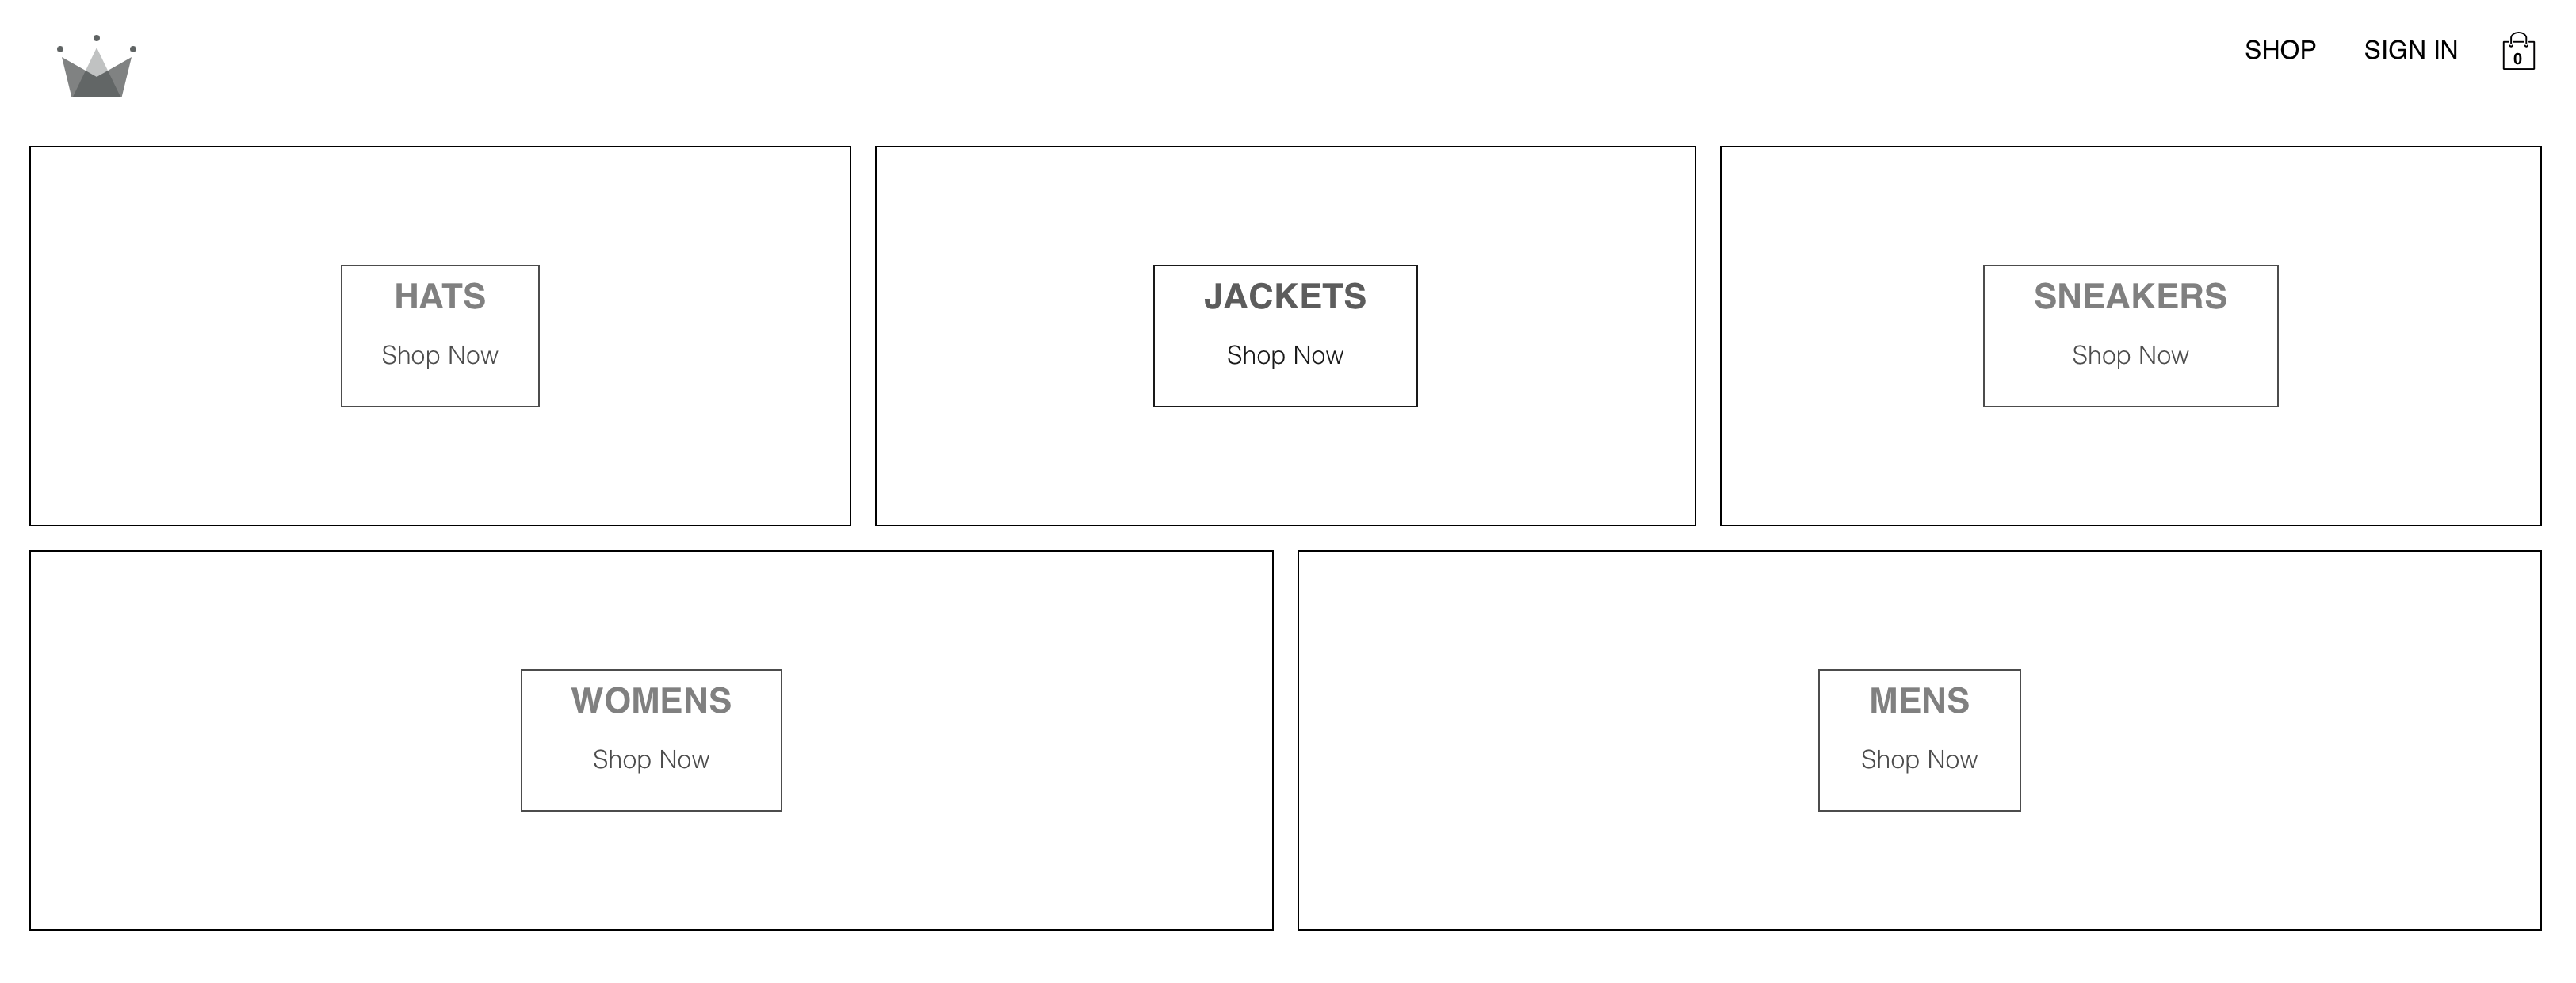 SHOP
SIGN IN
0
HATS
Shop Now
JACKETS
Shop Now
SNEAKERS
Shop Now
WOMENS
Shop Now
MENS
Shop Now